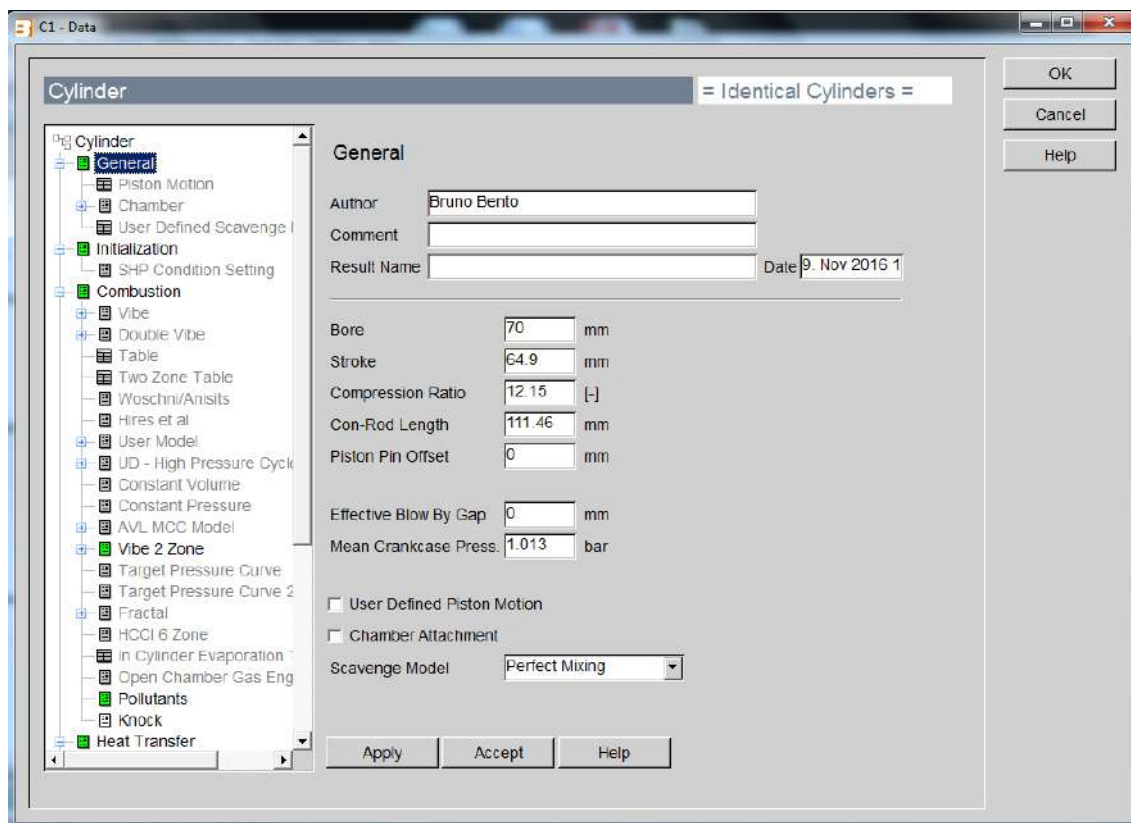 C1 - Data
OK
Cylinder
= Identical Cylinders =
Cancel
Help
Cylinder
General
Piston Motion
Chamber
User Defined Scavenge
Initialization
SHP Condition Setting
Combustion
Vibe
Double Vibe
Table
Two Zone Table
Woschni/Anisits
Hires et al
User Model
UD - High Pressure Cycle
Constant Volume
Constant Pressure
AVL MCC Model
Vibe 2 Zone
Target Pressure Curve
Target Pressure Curve 2
Fractal
HCCI 6 Zone
In Cylinder Evaporation
Open Chamber Gas Eng
Pollutants
Knock
Heat Transfer
General
Author Bruno Bento
Comment
Result Name Date 9. Nov 2016 1
Bore 70 mm
Stroke 64.9 mm
Compression Ratio 12.15 [-]
Con-Rod Length 111.46 mm
Piston Pin Offset 0 mm
Effective Blow By Gap 0 mm
Mean Crankcase Press. 1.013 bar
User Defined Piston Motion
Chamber Attachment
Scavenge Model Perfect Mixing
Apply Accept Help